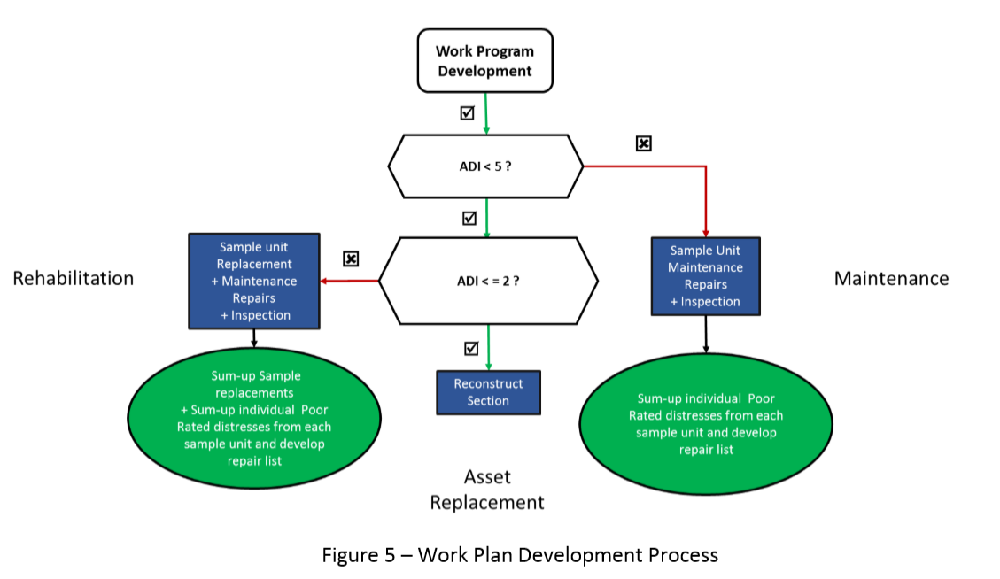 Work Program
Development
ADI < 5 ?
Sample unit
Replacement
+ Maintenance
Repairs
+ Inspection
Rehabilitation
ADI < = 2 ?
Sample Unit
Maintenance
Repairs
+ Inspection
Maintenance
Sum-up Sample
replacements
+ Sum-up individual  Poor
Rated distresses from each
sample unit and develop
repair list
Reconstruct
Section
Sum-up individual  Poor
Rated distresses from each
sample unit and develop
repair list
Asset
Replacement
Figure 5 – Work Plan Development Process